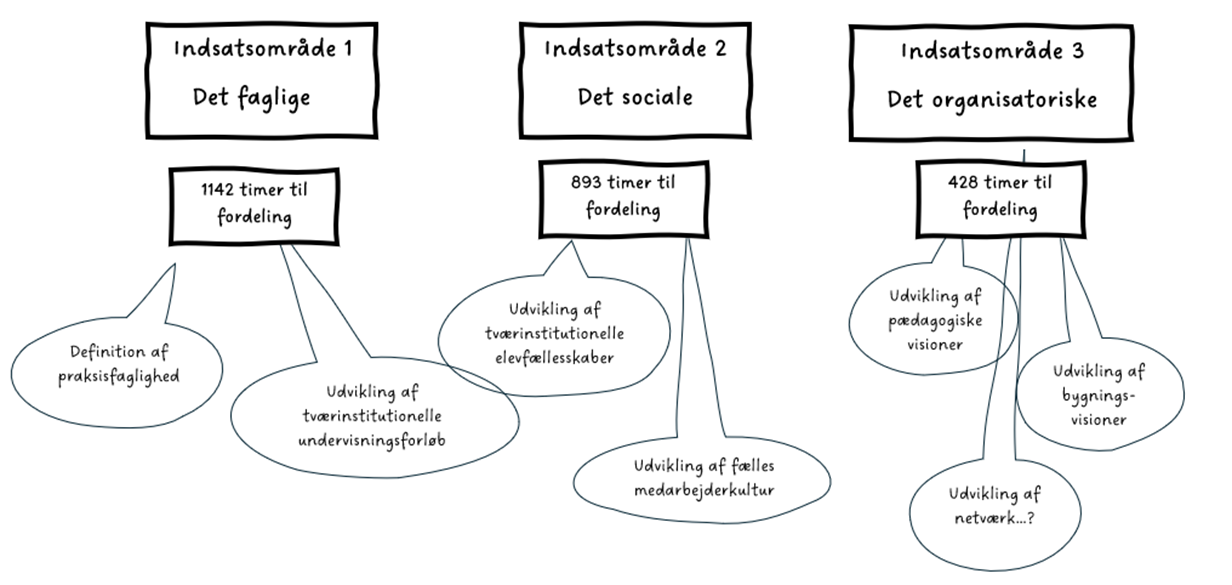 Indsatsområde 1
Det faglige
Indsatsområde 2
Det sociale
Indsatsområde 3
Det organisatoriske
1142 timer til
fordeling
893 timer til
fordeling
428 timer til
fordeling
Definition af
praksisfaglighed
Udvikling af
tværinstitutionelle
undervisningsforløb
Udvikling af
tværinstitutionelle
elevfællesskaber
Udvikling af fælles
medarbejderkultur
Udvikling af
pædagogiske
visioner
Udvikling af
netværk...?
Udvikling af
bygnings-
visioner